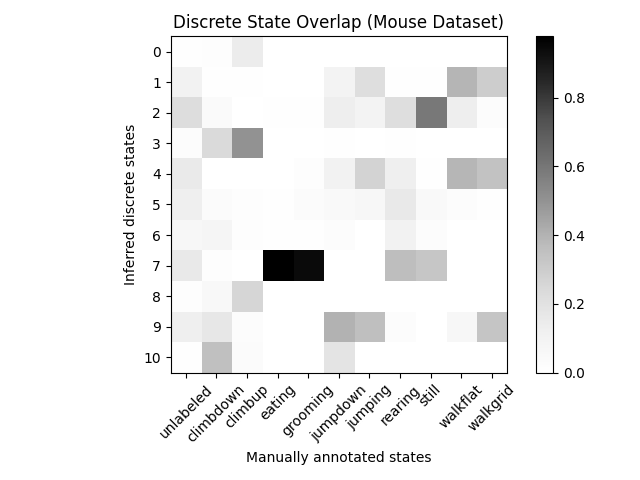 Discrete State Overlap (Mouse Dataset)
Inferred discrete states
0
1
2
3
4
5
6
7
8
9
10
unlabeled
climbdown
climbup
eating
grooming
jumpdown
jumping
rearing
still
walkflat
walkgrid
Manually annotated states
0.8
0.6
0.4
0.2
0.0